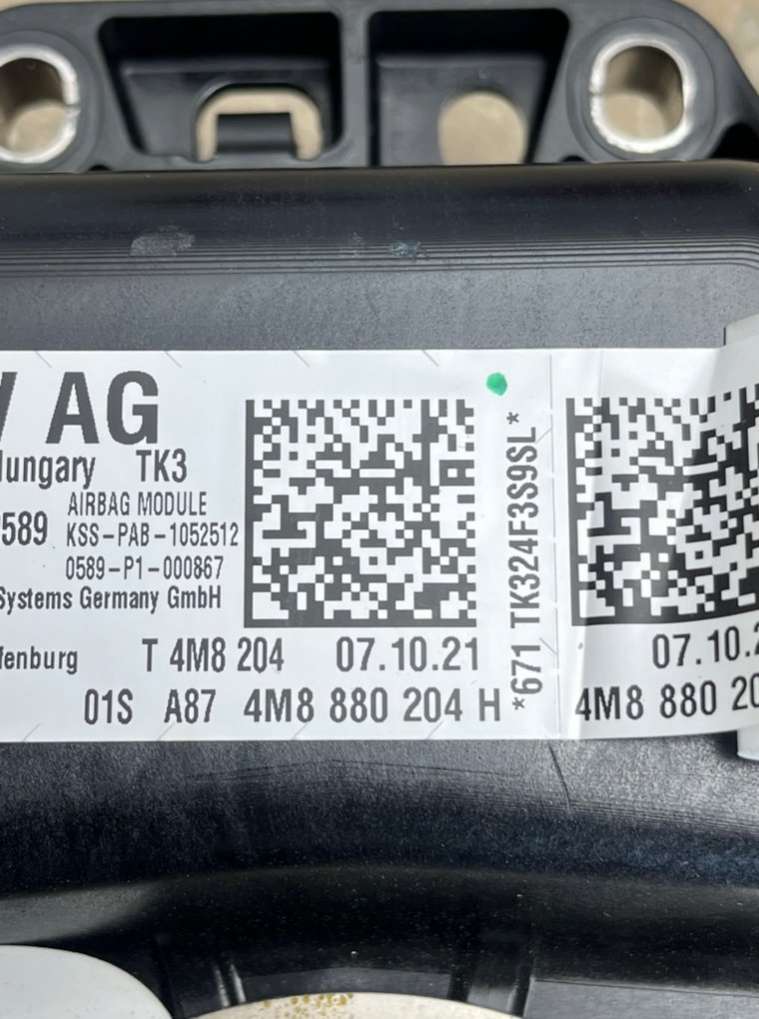 AG
Hungary TK3
589 AIRBAG MODULE
KSS-PAB-1052512
0589-P1-000867
Systems Germany GmbH
fenburg T 4M8 204 07.10.21
01S A87 4M8 880 204 H
*671 TK324F3S9SL*
07.10.2
4M8 880 20